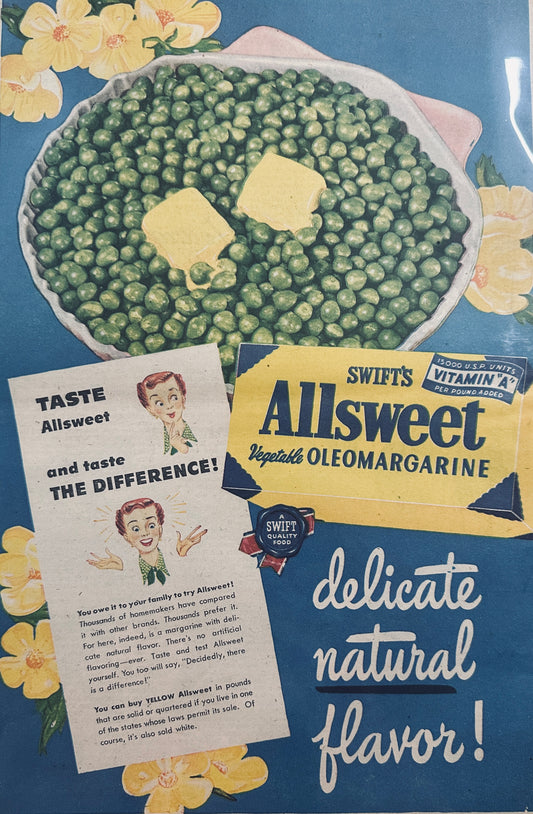 TASTE
Allsweet
and taste
THE DIFFERENCE!
You owe it to your family to try Allsweet!
Thousands of homemakers have compared
it with other brands. Thousands prefer it.
For here, indeed, is a margarine with deli-
cate natural flavor. There's no artificial
flavoring—ever. Taste and test Allsweet
yourself. You too will say, "Decidedly, there
is a difference!"
You can buy YELLOW Allsweet in pounds
that are solid or quartered if you live in one
of the states whose laws permit its sale. Of
course, it's also sold white.
SWIFT'S
15000 U.S.P. UNITS
VITAMIN "A"
PER POUND ADDED
Allsweet
Vegetable OLEOMARGARINE
A
SWIFT
QUALITY
FOOD
delicate
natural
flavor!